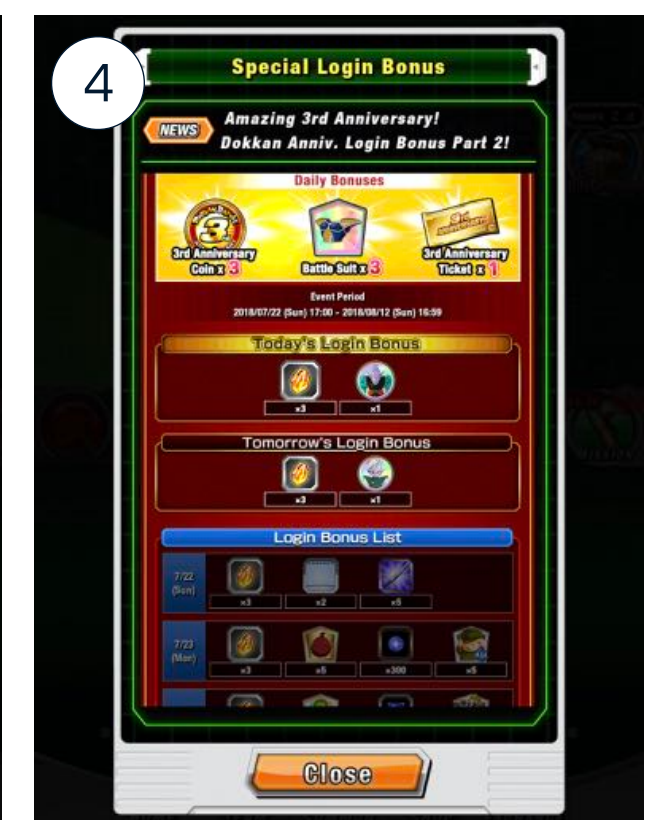 4
Special Login Bonus
NEWS
Amazing 3rd Anniversary!
Dokkan Anniv. Login Bonus Part 2!
Daily Bonuses
3rd Anniversary
Coin x 3
Battle Suit x 3
3rd Anniversary
Ticket x 1
Event Period
2018/07/22 (Sun) 17:00 - 2018/08/12 (Sun) 16:59
Today's Login Bonus
x3
x1
Tomorrow's Login Bonus
x3
x1
Login Bonus List
7/22
(Sun)
x3
x2
x5
7/23
(Mon)
x3
x5
x300
x5
Close